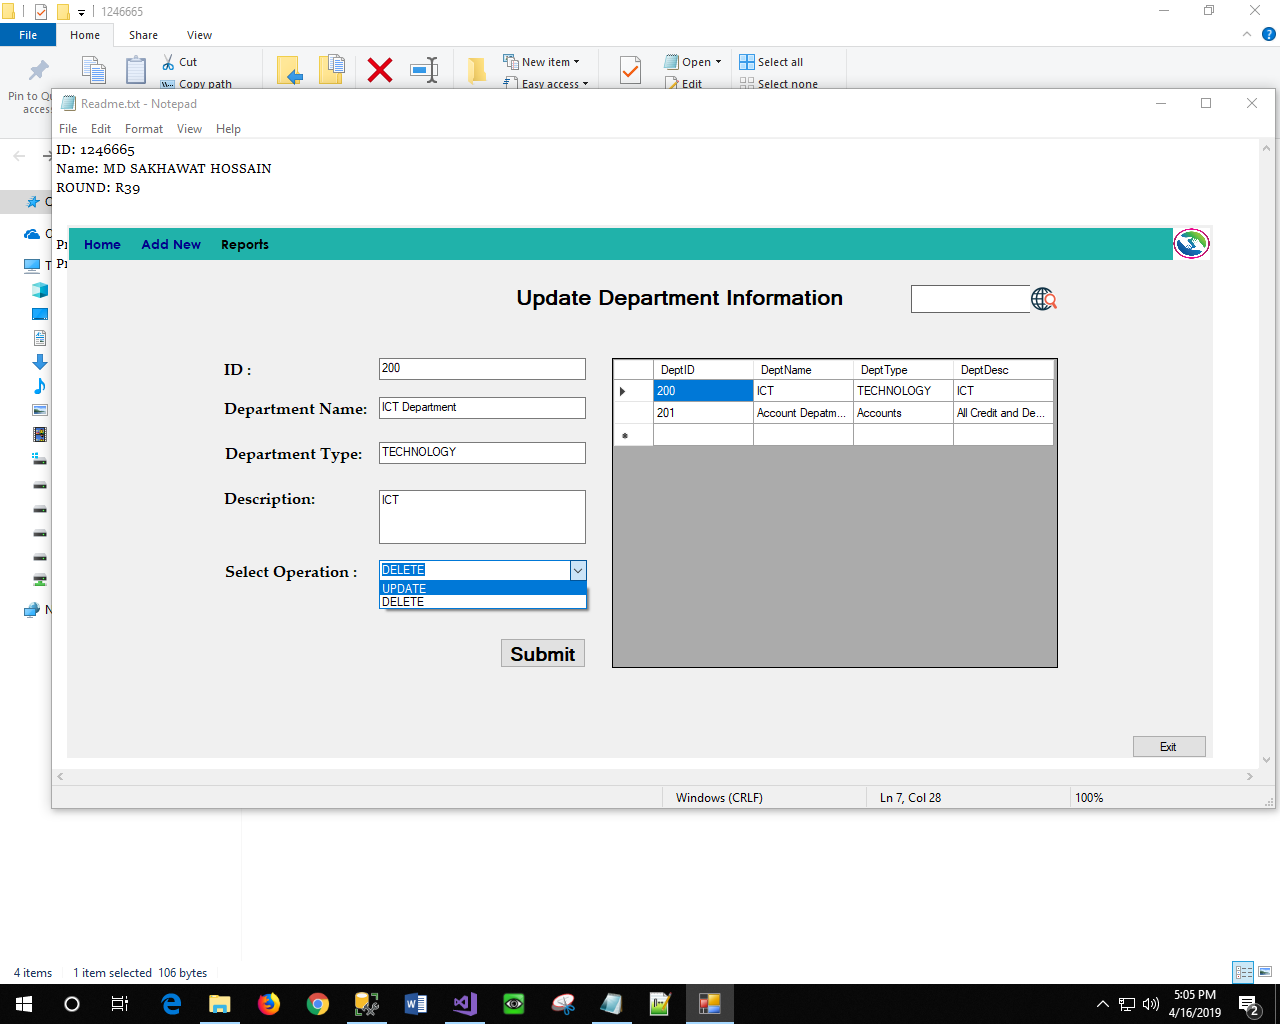 1246665
File Home Share View
Cut
Copy path
New item
Easy access
Open
Edit
Select all
Select none
Pin to Qu
access
Readme.txt - Notepad
File Edit Format View Help
ID: 1246665
Name: MD SAKHAWAT HOSSAIN
ROUND: R39
Home Add New Reports
Update Department Information
ID :
200
Department Name:
ICT Department
Department Type:
TECHNOLOGY
Description:
ICT
Select Operation :
DELETE
UPDATE
DELETE
Submit
DeptID DeptName DeptType DeptDesc
200 ICT TECHNOLOGY ICT
201 Account Depatm... Accounts All Credit and De...
Exit
Windows (CRLF) Ln 7, Col 28 100%
4 items 1 item selected 106 bytes
5:05 PM
4/16/2019
2